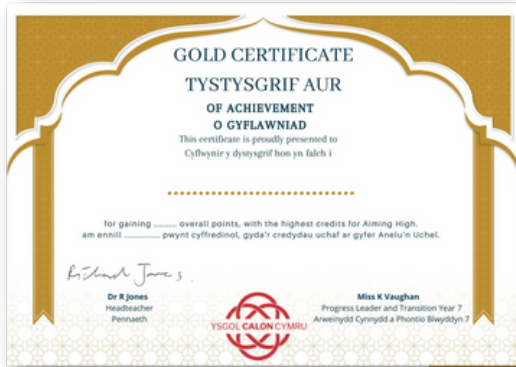 GOLD CERTIFICATE
TYSTYSGRIF AUR
OF ACHIEVEMENT
O GYFLAWNIAD
This certificate is proudly presented to
Cyflwynir y dystysgrif hon yn falch i
..................................
for gaining ......... overall points, with the highest credits for Aiming High.
am ennill .............. pwynt cyffredinol, gyda'r credydau uchaf ar gyfer Anelu'n Uchel.
Richard Jones.
Dr R Jones
Headteacher
Pennaeth
YSGOL CALON CYMRU
Miss K Vaughan
Progress Leader and Transition Year 7
Arweinydd Cynnydd a Phontio Blwyddyn 7